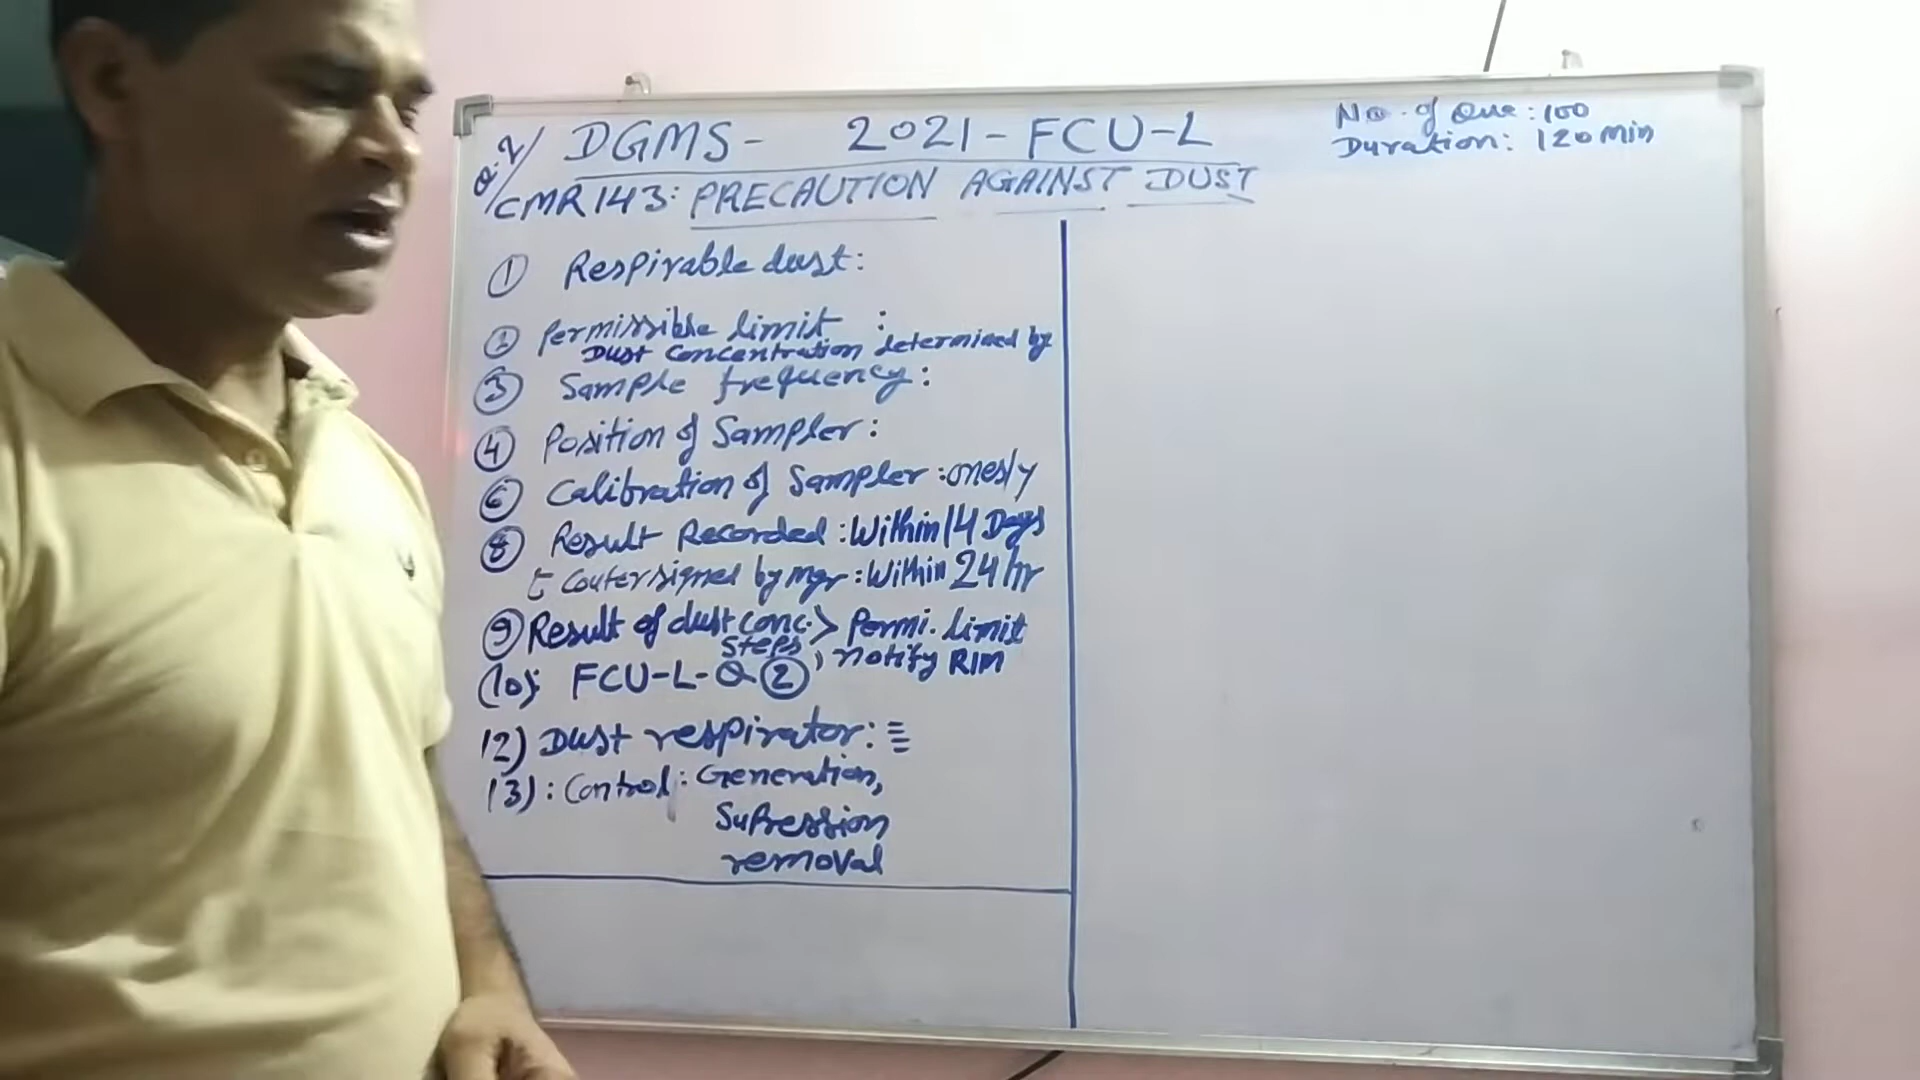 Q.2/ DGMS- 2021-FCU-L
No. of Que: 100
Duration: 120 min
CMR 143: PRECAUTION AGAINST DUST
① Respirable dust:
② Permissible limit :
Dust concentration determined by
③ Sample frequency:
④ Position of Sampler:
⑥ Calibration of Sampler: ones/y
⑧ Result Recorded: Within 14 Days
& Coutersigned by mgr: Within 24 hr
⑨ Result of dust conc. > Permi. limit
Steps, notify RIM
(10): FCU-L-Q②
12) Dust respirator:
13): Control: Generation,
Supression
removal